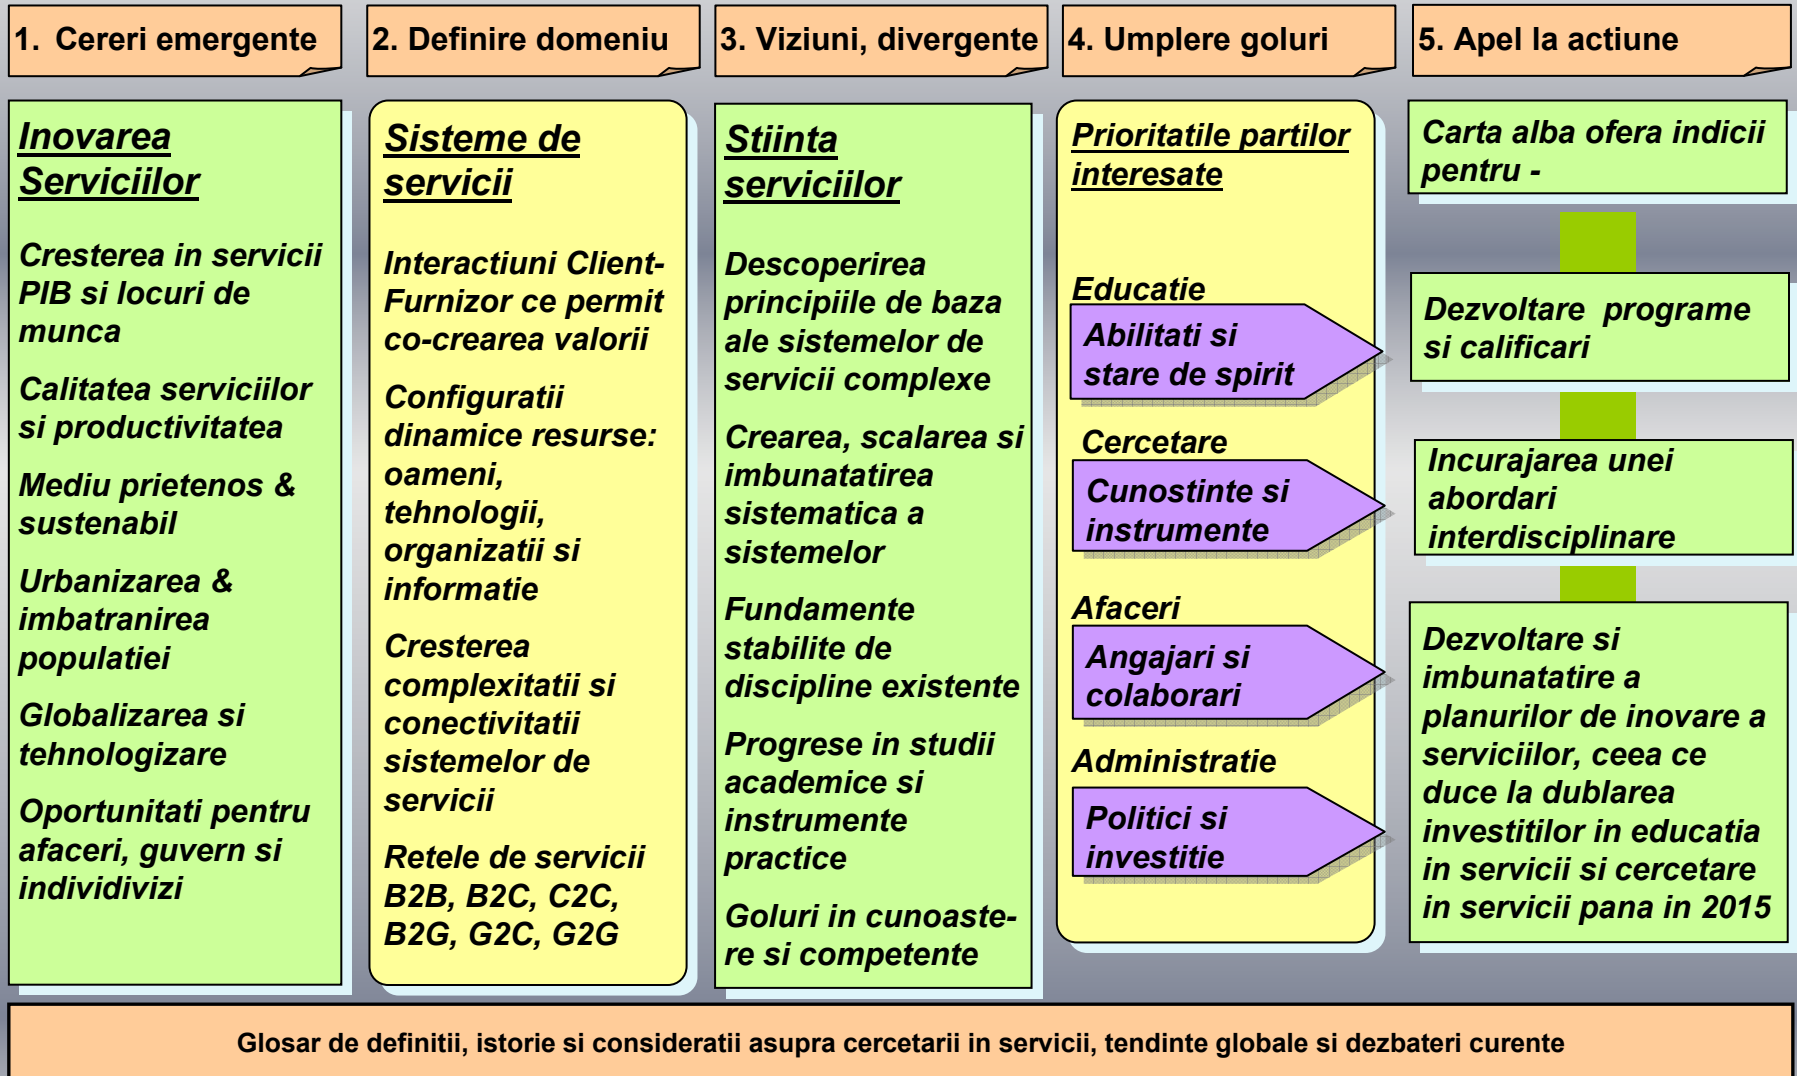 1. Cereri emergente
2. Definire domeniu
3. Viziuni, divergente
4. Umplere goluri
5. Apel la actiune
Inovarea
Serviciilor
Cresterea in servicii
PIB si locuri de
munca
Calitatea serviciilor
si productivitatea
Mediu prietenos &
sustenabil
Urbanizarea &
imbatranirea
populatiei
Globalizarea si
tehnologizare
Oportunitati pentru
afaceri, guvern si
individivizi
Sisteme de
servicii
Interactiuni Client-
Furnizor ce permit
co-crearea valorii
Configuratii
dinamice resurse:
oameni,
tehnologii,
organizatii si
informatie
Cresterea
complexitatii si
conectivitatii
sistemelor de
servicii
Retele de servicii
B2B, B2C, C2C,
B2G, G2C, G2G
Stiinta
serviciilor
Descoperirea
principiile de baza
ale sistemelor de
servicii complexe
Crearea, scalarea si
imbunatatirea
sistematica a
sistemelor
Fundamente
stabilite de
discipline existente
Progrese in studii
academice si
instrumente
practice
Goluri in cunoaste-
re si competente
Prioritatile partilor
interesate
Educatie
Abilitati si
stare de spirit
Cercetare
Cunostinte si
instrumente
Afaceri
Angajari si
colaborari
Administratie
Politici si
investitie
Carta alba ofera indicii
pentru -
Dezvoltare programe
si calificari
Incurajarea unei
abordari
interdisciplinare
Dezvoltare si
imbunatatire a
planurilor de inovare a
serviciilor, ceea ce
duce la dublarea
investitilor in educatia
in servicii si cercetare
in servicii pana in 2015
Glosar de definitii, istorie si consideratii asupra cercetarii in servicii, tendinte globale si dezbateri curente